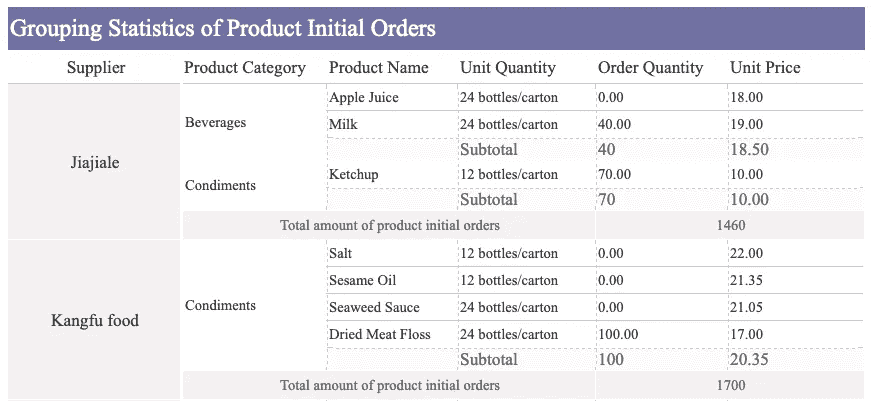 Grouping Statistics of Product Initial Orders
Supplier Product Category Product Name Unit Quantity Order Quantity Unit Price
Apple Juice 24 bottles/carton 0.00 18.00
Beverages Milk 24 bottles/carton 40.00 19.00
Subtotal 40 18.50
Jiajiale
Condiments Ketchup 12 bottles/carton 70.00 10.00
Subtotal 70 10.00
Total amount of product initial orders 1460
Salt 12 bottles/carton 0.00 22.00
Sesame Oil 12 bottles/carton 0.00 21.35
Condiments Seaweed Sauce 24 bottles/carton 0.00 21.05
Kangfu food Dried Meat Floss 24 bottles/carton 100.00 17.00
Subtotal 100 20.35
Total amount of product initial orders 1700